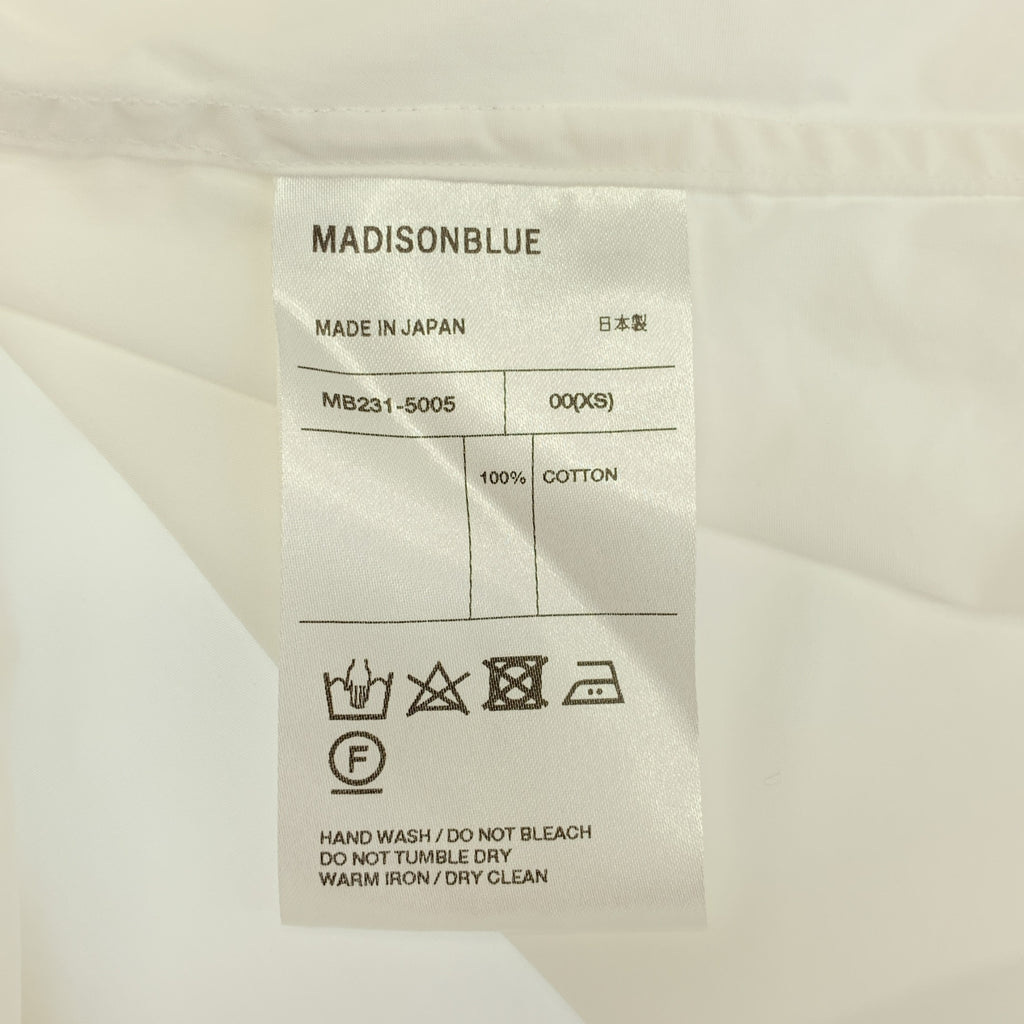 MADISONBLUE
MADE IN JAPAN 日本製
MB231-5005 00(XS)
100% COTTON
F
HAND WASH / DO NOT BLEACH
DO NOT TUMBLE DRY
WARM IRON / DRY CLEAN